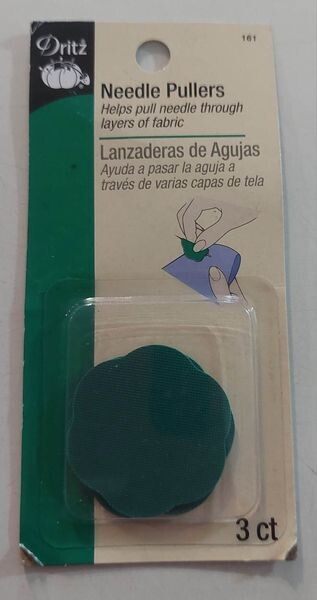 Dritz
161
Needle Pullers
Helps pull needle through
layers of fabric
Lanzaderas de Agujas
Ayuda a pasar la aguja a
través de varias capas de tela
3 ct